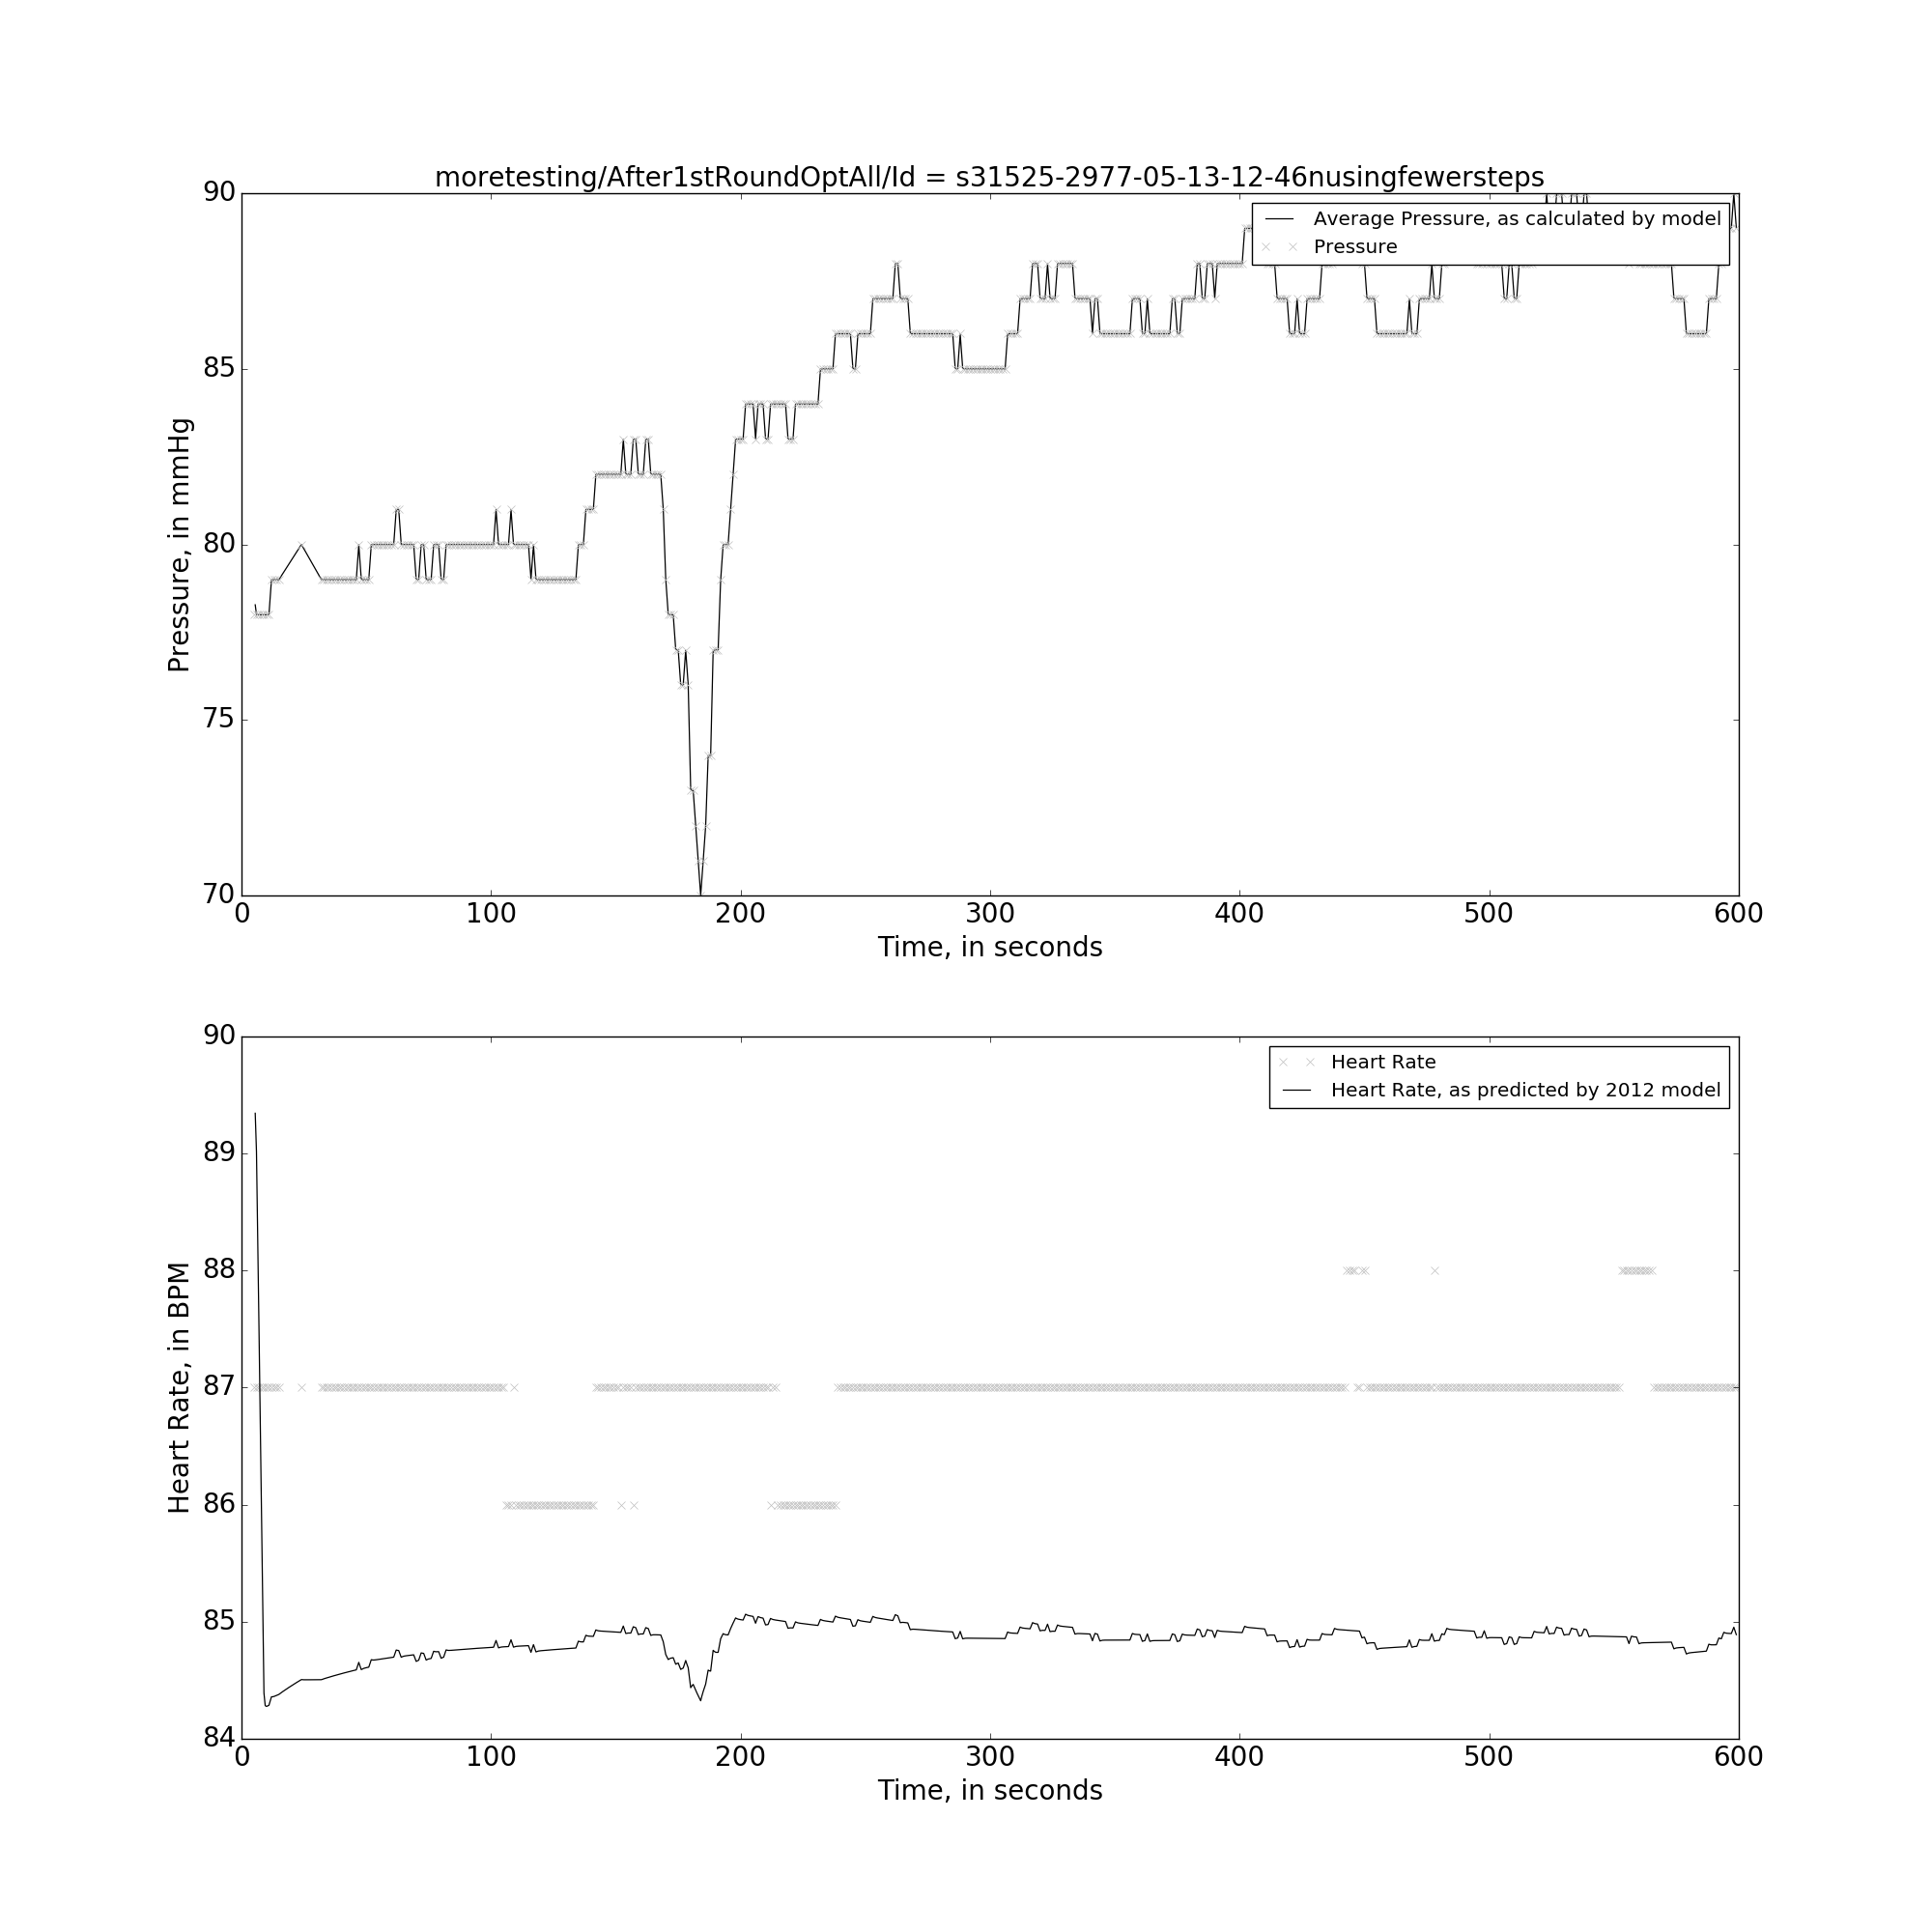 moretesting/After1stRoundOptAll/Id = s31525-2977-05-13-12-46nusingfewersteps
90
85
80
75
70
Pressure, in mmHg
Average Pressure, as calculated by model
Pressure
0 100 200 300 400 500 600
Time, in seconds
90
89
88
87
86
85
84
Heart Rate, in BPM
Heart Rate
Heart Rate, as predicted by 2012 model
0 100 200 300 400 500 600
Time, in seconds